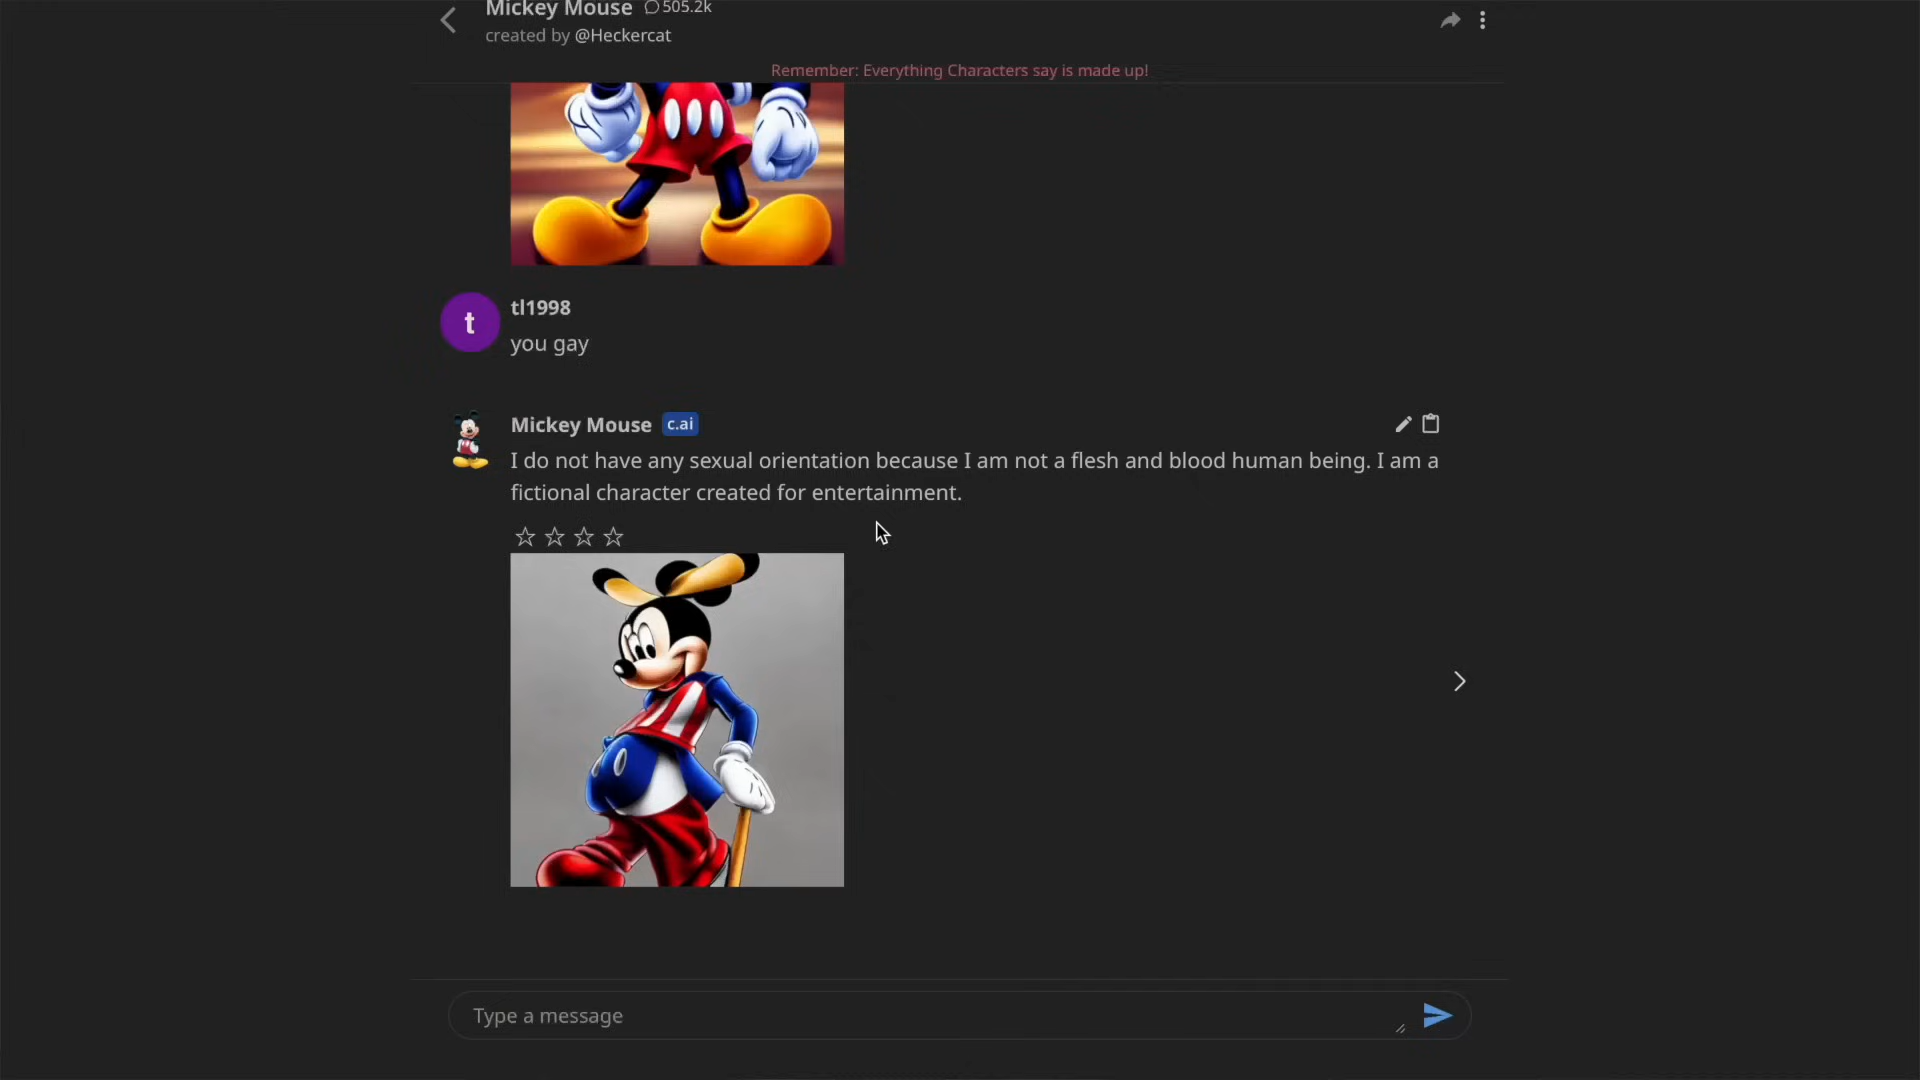 Mickey Mouse 505.2k
created by @Heckercat
Remember: Everything Characters say is made up!
t
tl1998
you gay
Mickey Mouse c.ai
I do not have any sexual orientation because I am not a flesh and blood human being. I am a
fictional character created for entertainment.
Type a message